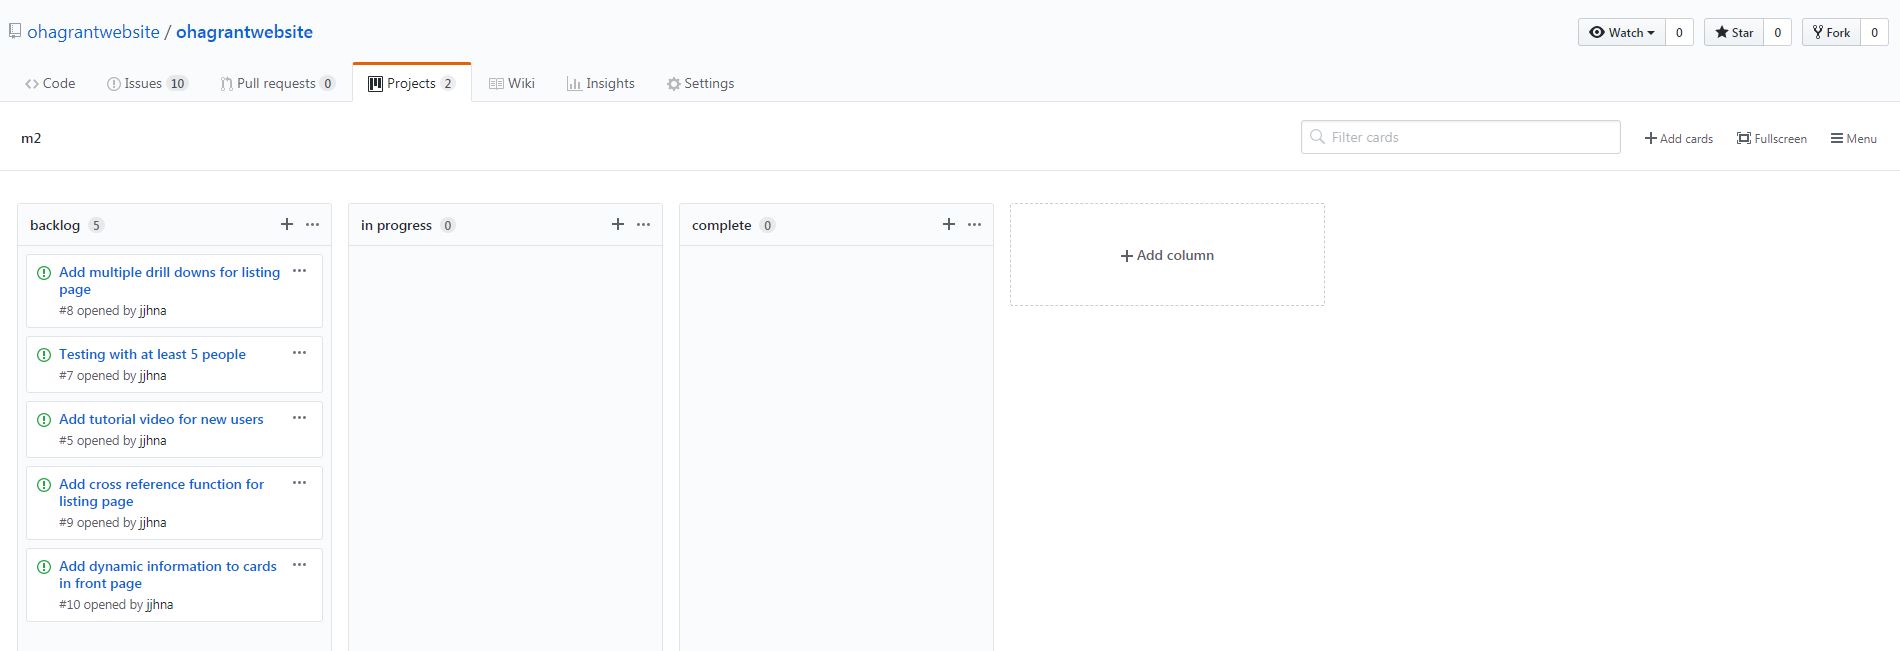 ohagrantwebsite / ohagrantwebsite
Watch 0 Star 0 Fork 0
Code Issues 10 Pull requests 0 Projects 2 Wiki Insights Settings
m2
Filter cards
Add cards Fullscreen Menu
backlog 5
Add multiple drill downs for listing
page
#8 opened by jjhna
Testing with at least 5 people
#7 opened by jjhna
Add tutorial video for new users
#5 opened by jjhna
Add cross reference function for
listing page
#9 opened by jjhna
Add dynamic information to cards
in front page
#10 opened by jjhna
in progress 0
complete 0
Add column